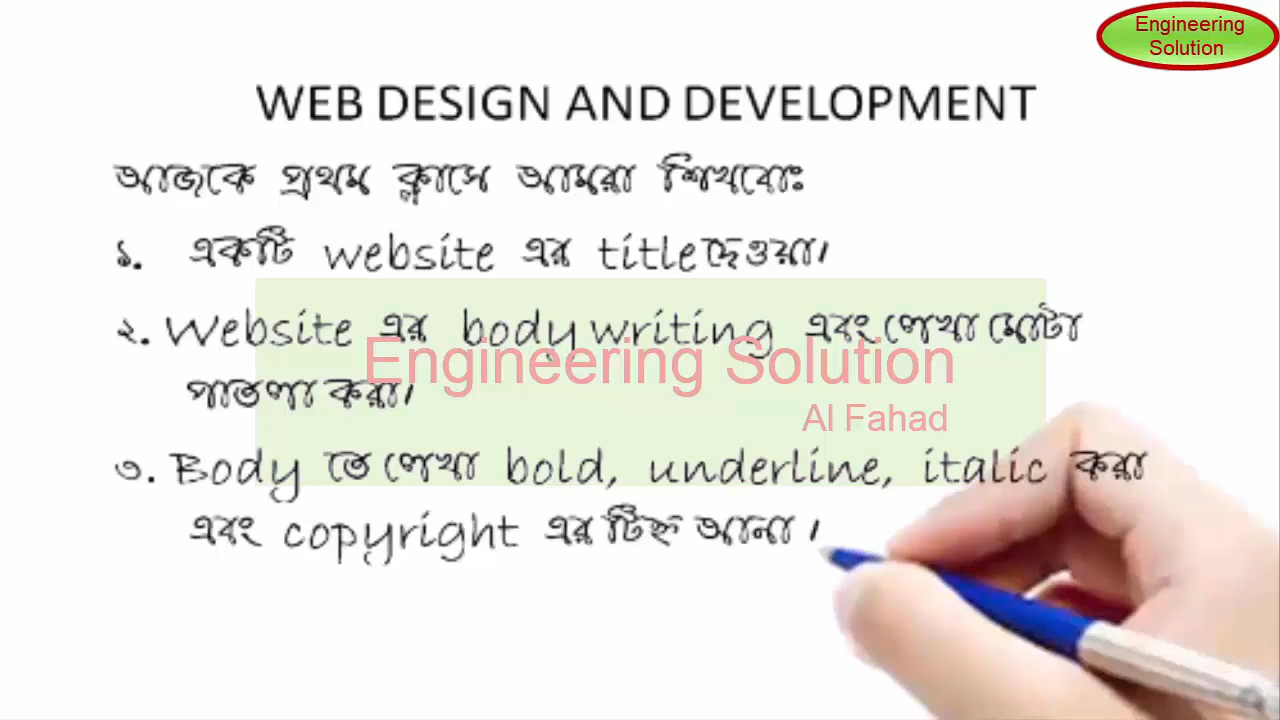 Engineering
Solution
WEB DESIGN AND DEVELOPMENT
আজকে প্রথম ক্লাসে আমরা শিখবোঃ
১. একটি website এর title দেওয়া।
২. Website এর body writing এবং লেখা মোটা
পাতলা করা।
Engineering Solution
Al Fahad
৩. Body তে লেখা bold, underline, italic করা
এবং copyright এর চিহ্ন আনা।